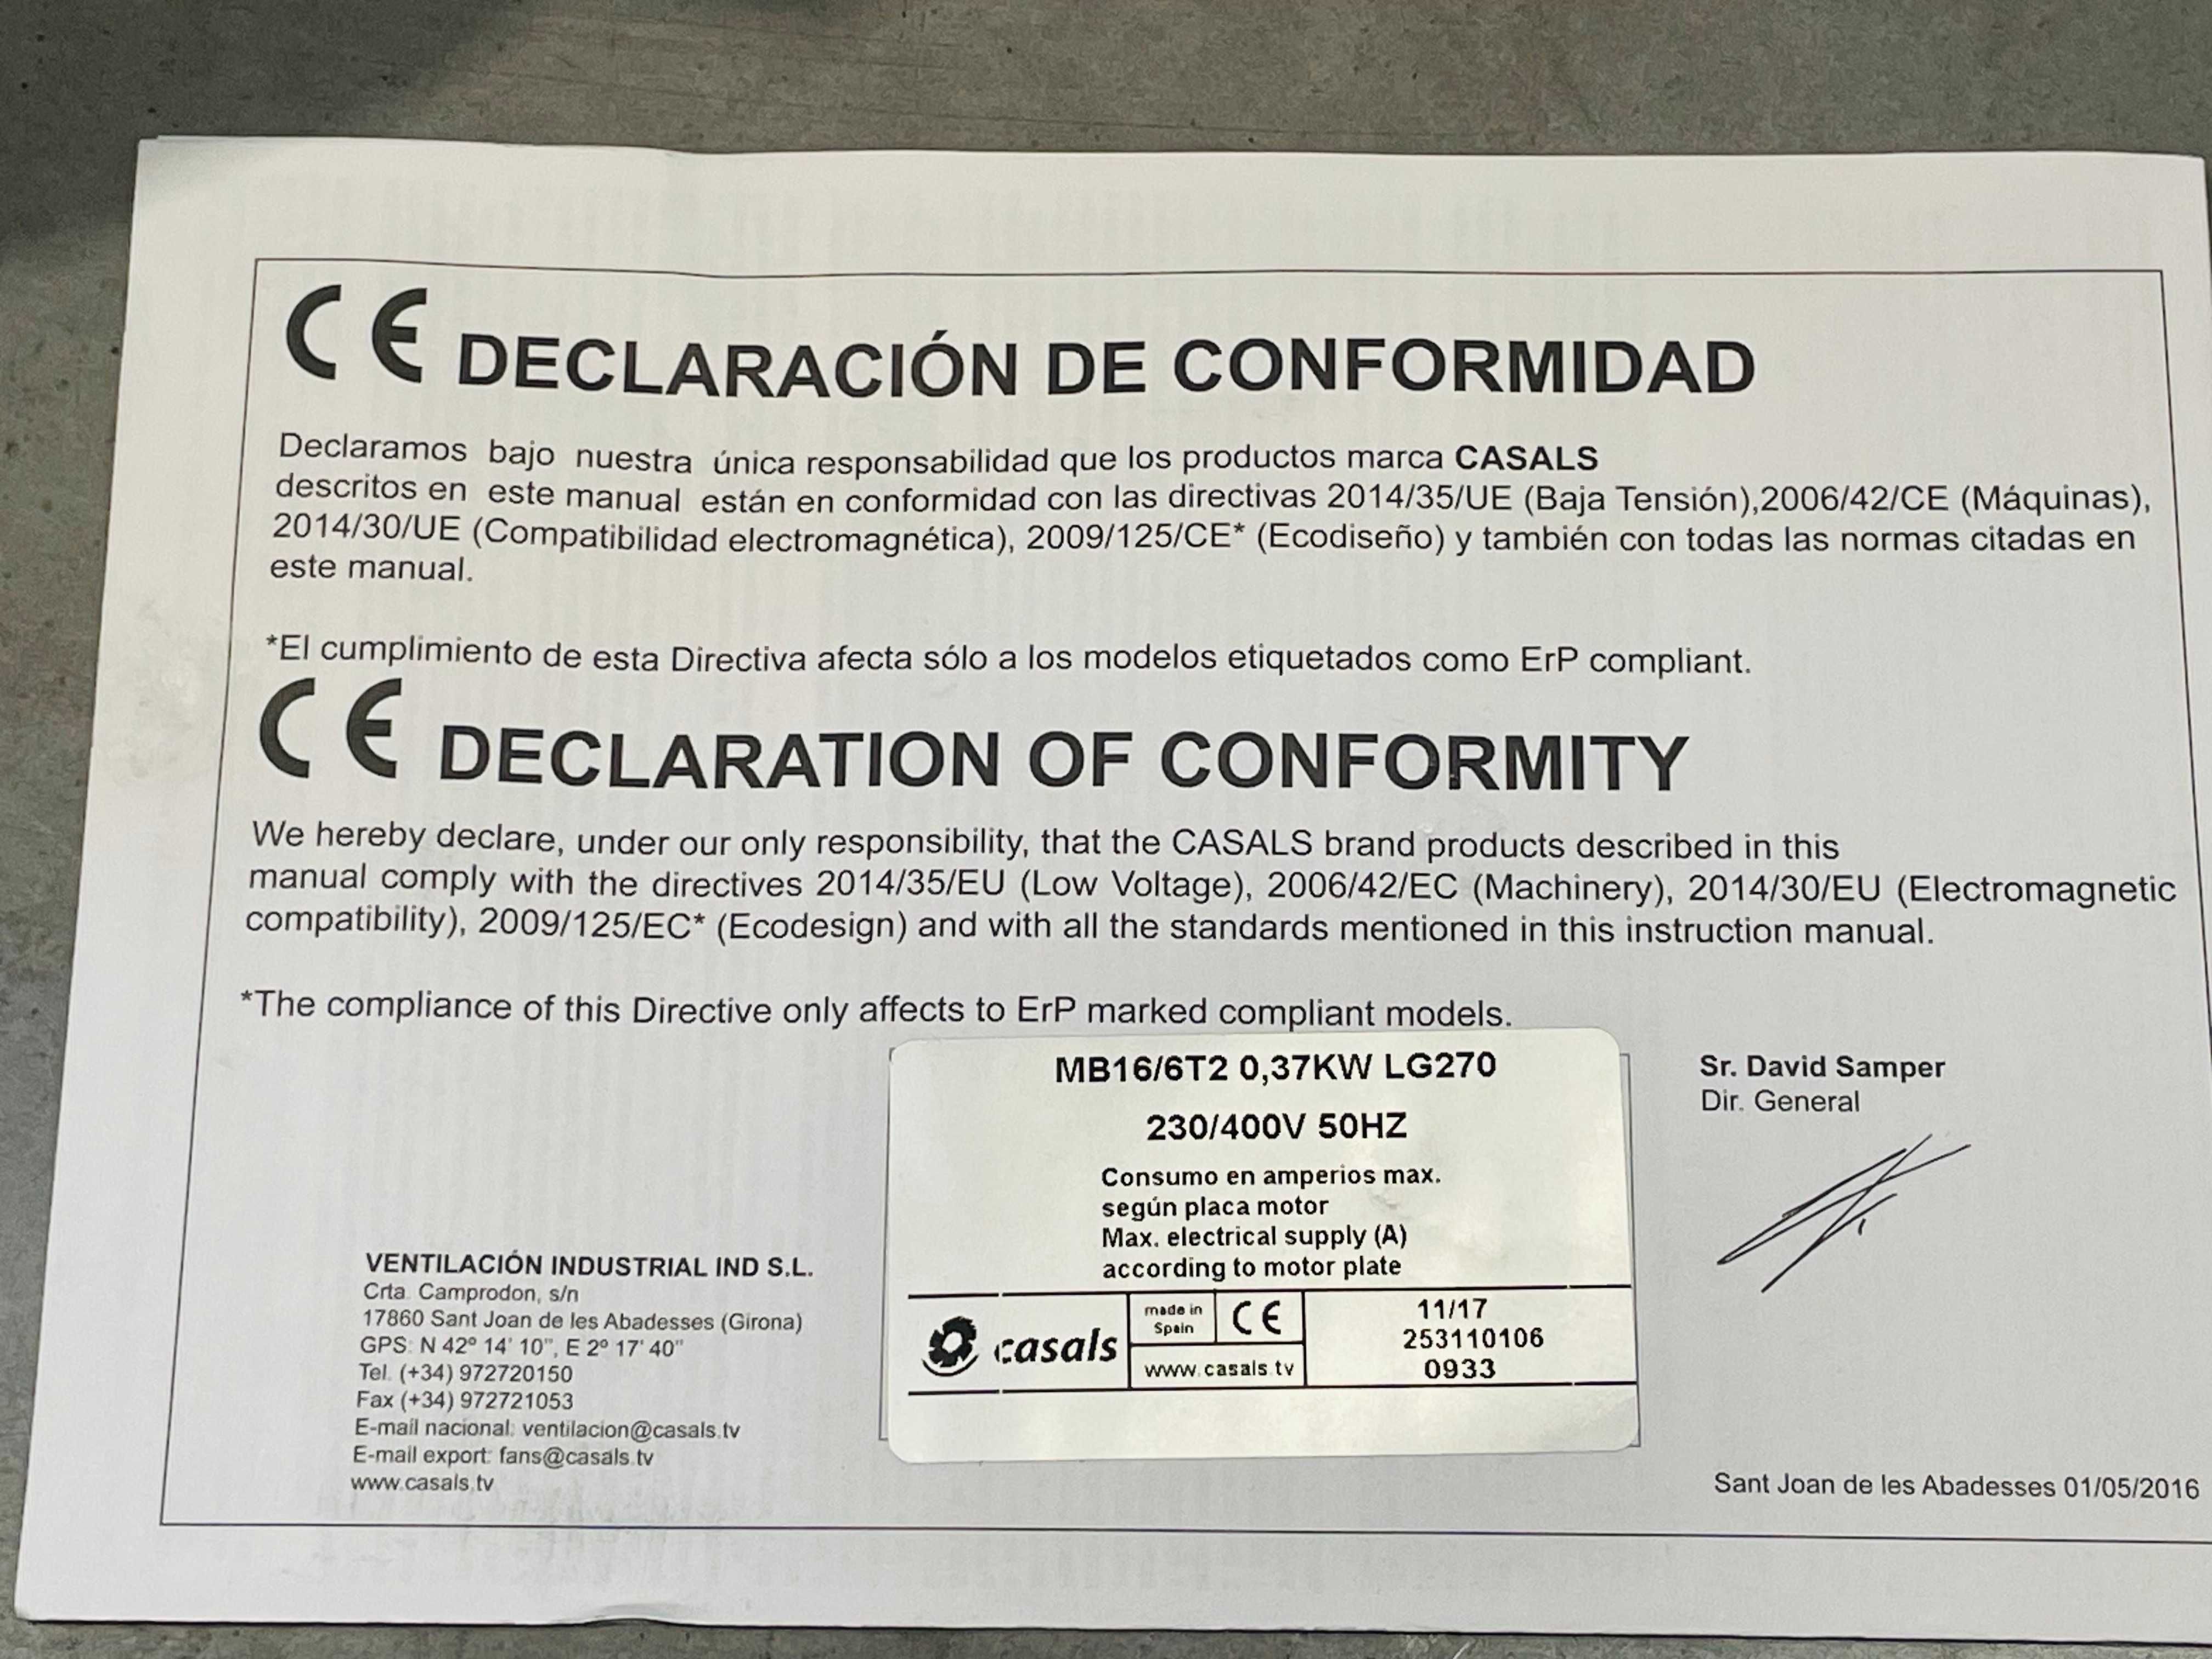 CE DECLARACIÓN DE CONFORMIDAD
Declaramos bajo nuestra única responsabilidad que los productos marca CASALS
descritos en este manual están en conformidad con las directivas 2014/35/UE (Baja Tensión),2006/42/CE (Máquinas),
2014/30/UE (Compatibilidad electromagnética), 2009/125/CE* (Ecodiseño) y también con todas las normas citadas en
este manual.
*El cumplimiento de esta Directiva afecta sólo a los modelos etiquetados como ErP compliant.
CE DECLARATION OF CONFORMITY
We hereby declare, under our only responsibility, that the CASALS brand products described in this
manual comply with the directives 2014/35/EU (Low Voltage), 2006/42/EC (Machinery), 2014/30/EU (Electromagnetic
compatibility), 2009/125/EC* (Ecodesign) and with all the standards mentioned in this instruction manual.
*The compliance of this Directive only affects to ErP marked compliant models.
VENTILACIÓN INDUSTRIAL IND S.L.
Crta. Camprodon, s/n
17860 Sant Joan de les Abadesses (Girona)
GPS: N 42º 14' 10", E 2º 17' 40"
Tel. (+34) 972720150
Fax (+34) 972721053
E-mail nacional: ventilacion@casals.tv
E-mail export: fans@casals.tv
www.casals.tv
MB16/6T2 0,37KW LG270
230/400V 50HZ
Consumo en amperios max.
según placa motor
Max. electrical supply (A)
according to motor plate
casals
made in
Spain
CE
www.casals.tv
11/17
253110106
0933
Sr. David Samper
Dir. General
Sant Joan de les Abadesses 01/05/2016